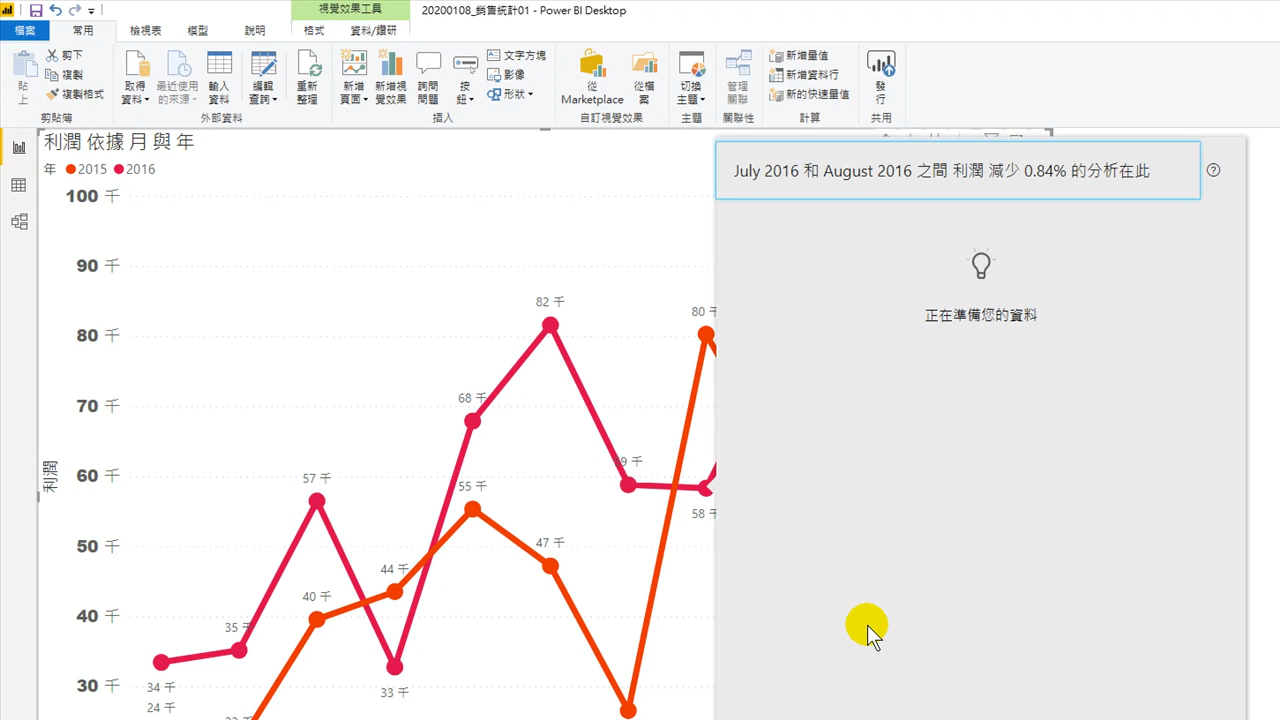 視覺效果工具
20200108_銷售統計01 - Power BI Desktop
檔案 常用 檢視表 模型 說明 格式 資料/鑽研
貼上
剪下
複製
複製格式
取得資料
最近使用的來源
輸入資料
編輯查詢
重新整理
新增頁面
新增視覺效果
詢問問題
按鈕
文字方塊
影像
形狀
從 Marketplace
從檔案
切換主題
管理關聯
新增量值
新增資料行
新的快速量值
發行
剪貼簿 外部資料 插入 自訂視覺效果 主題 關聯性 計算 共用
利潤 依據 月 與 年
年 2015 2016
100 千
90 千
80 千
70 千
60 千
50 千
40 千
30 千
利潤
82 千
80 千
68 千
57 千
55 千
58 千
47 千
44 千
40 千
35 千
34 千
24 千
33 千
July 2016 和 August 2016 之間 利潤 減少 0.84% 的分析在此
?
正在準備您的資料